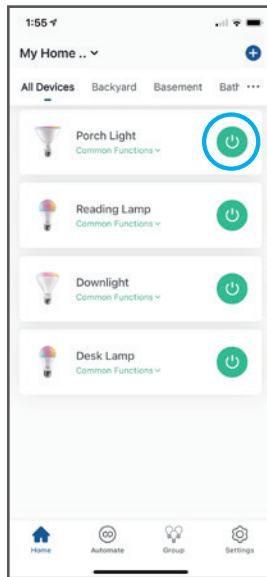 1:55
My Home ..
All Devices Backyard Basement Bath ...
Porch Light
Common Functions
Reading Lamp
Common Functions
Downlight
Common Functions
Desk Lamp
Common Functions
Home Automate Group Settings